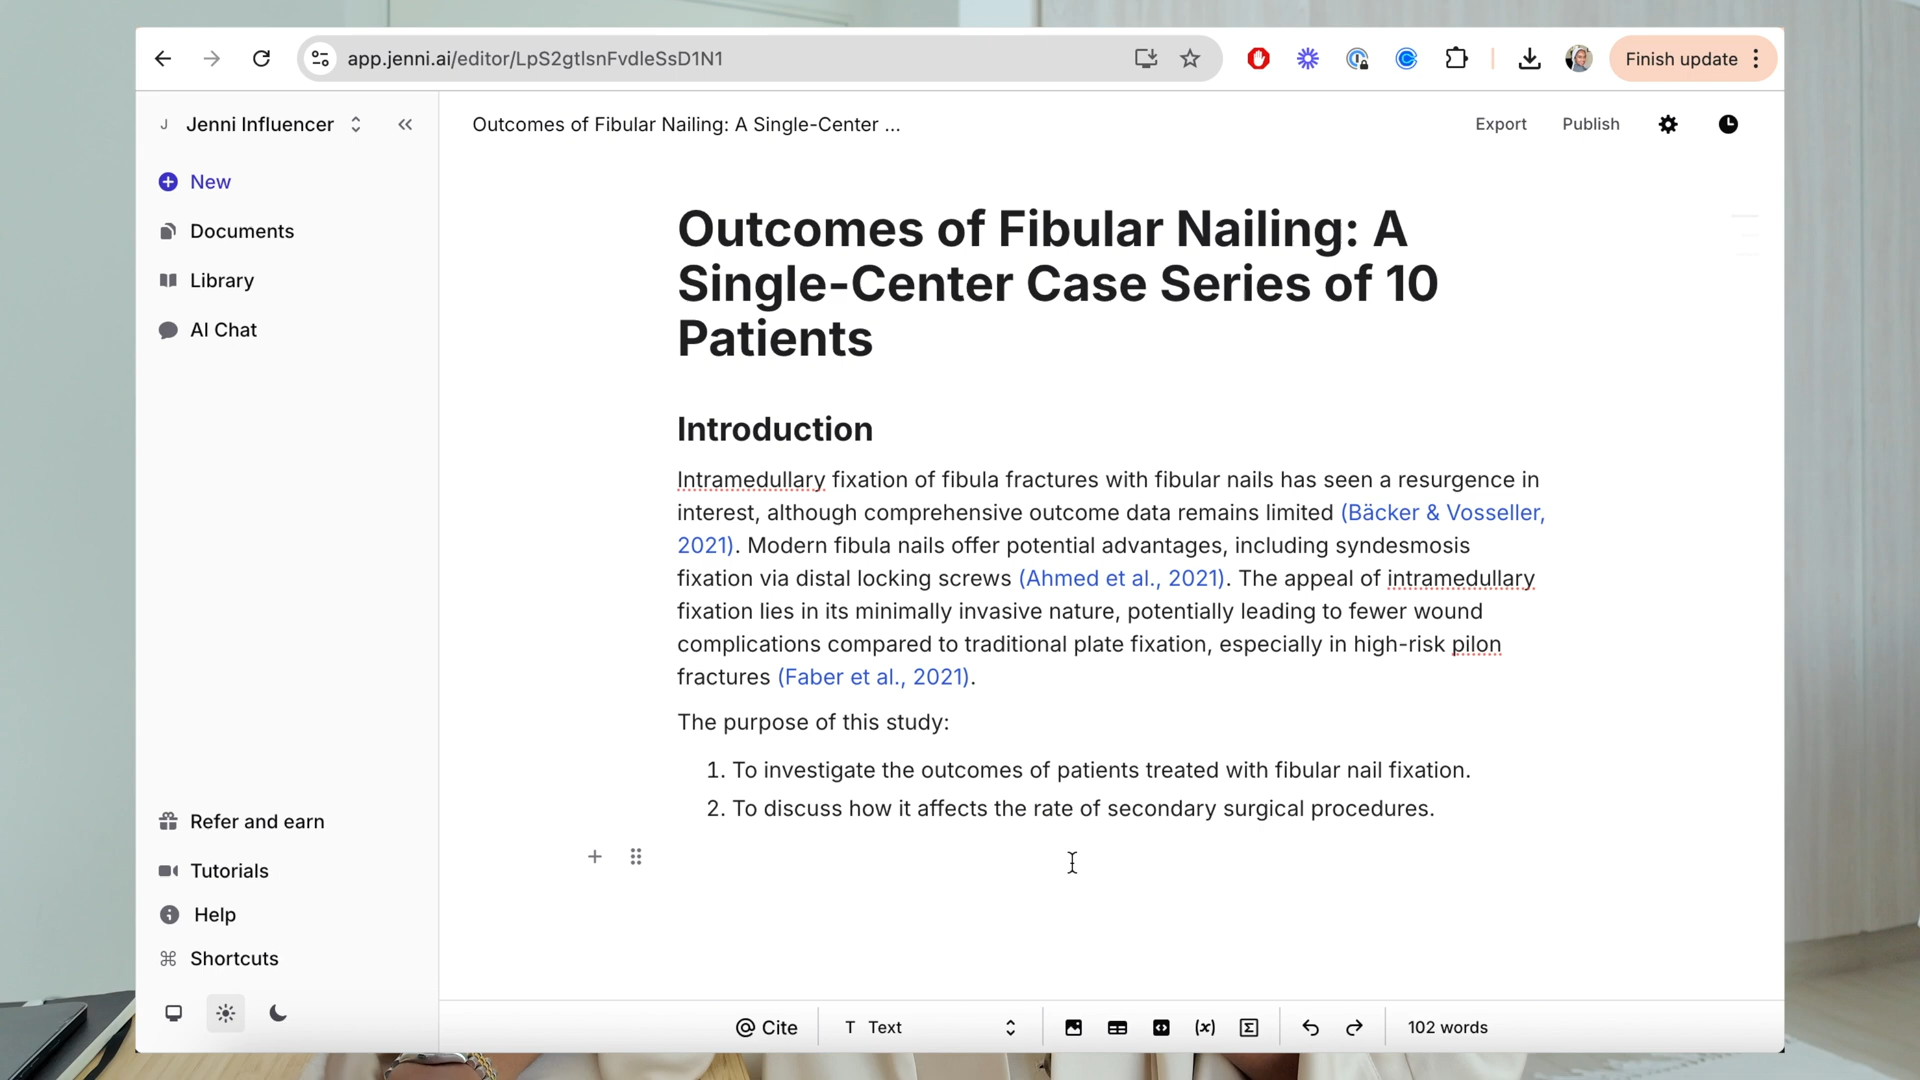 app.jenni.ai/editor/LpS2gtlsnFvdleSsD1N1
Finish update
J Jenni Influencer
Outcomes of Fibular Nailing: A Single-Center ...
Export
Publish
New
Documents
Library
AI Chat
Outcomes of Fibular Nailing: A
Single-Center Case Series of 10
Patients
Introduction
Intramedullary fixation of fibula fractures with fibular nails has seen a resurgence in
interest, although comprehensive outcome data remains limited (Bäcker & Vosseller,
2021). Modern fibula nails offer potential advantages, including syndesmosis
fixation via distal locking screws (Ahmed et al., 2021). The appeal of intramedullary
fixation lies in its minimally invasive nature, potentially leading to fewer wound
complications compared to traditional plate fixation, especially in high-risk pilon
fractures (Faber et al., 2021).
The purpose of this study:
1. To investigate the outcomes of patients treated with fibular nail fixation.
2. To discuss how it affects the rate of secondary surgical procedures.
Refer and earn
Tutorials
Help
Shortcuts
@ Cite
T Text
(x)
102 words